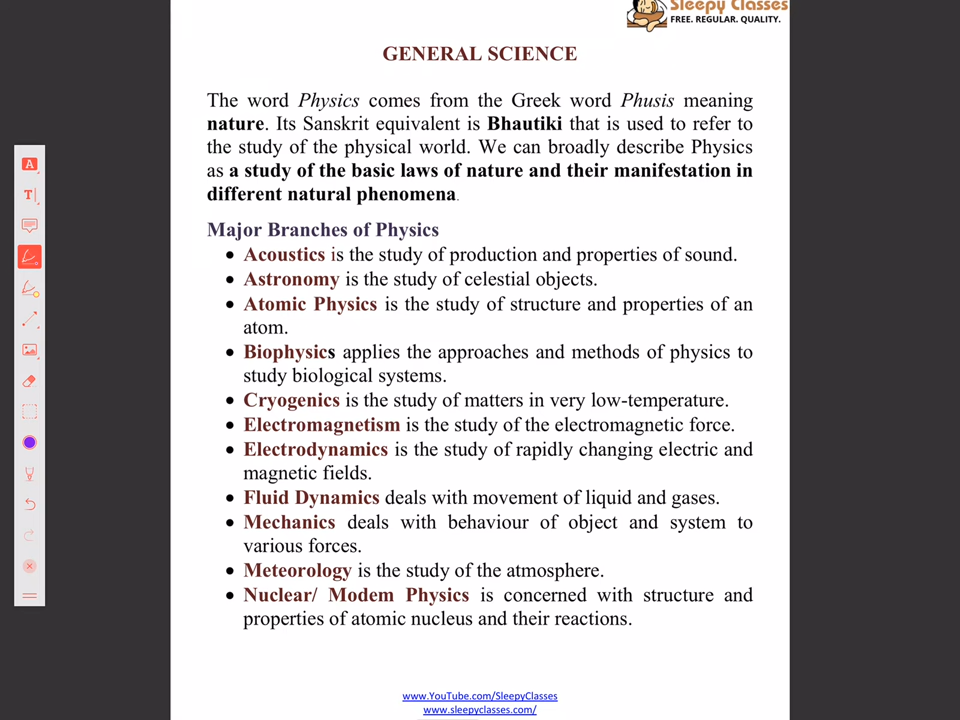 Sleepy Classes
FREE. REGULAR. QUALITY.
GENERAL SCIENCE
The word Physics comes from the Greek word Phusis meaning
nature. Its Sanskrit equivalent is Bhautiki that is used to refer to
the study of the physical world. We can broadly describe Physics
as a study of the basic laws of nature and their manifestation in
different natural phenomena.
Major Branches of Physics
• Acoustics is the study of production and properties of sound.
• Astronomy is the study of celestial objects.
• Atomic Physics is the study of structure and properties of an
atom.
• Biophysics applies the approaches and methods of physics to
study biological systems.
• Cryogenics is the study of matters in very low-temperature.
• Electromagnetism is the study of the electromagnetic force.
• Electrodynamics is the study of rapidly changing electric and
magnetic fields.
• Fluid Dynamics deals with movement of liquid and gases.
• Mechanics deals with behaviour of object and system to
various forces.
• Meteorology is the study of the atmosphere.
• Nuclear/ Modem Physics is concerned with structure and
properties of atomic nucleus and their reactions.
www.YouTube.com/SleepyClasses
www.sleepyclasses.com/
A
T